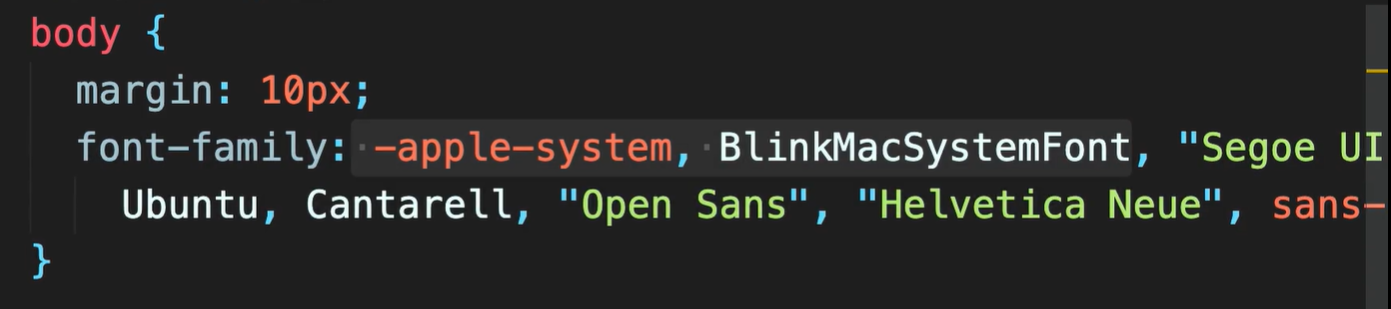 body {
margin: 10px;
font-family: -apple-system, BlinkMacSystemFont, "Segoe UI
Ubuntu, Cantarell, "Open Sans", "Helvetica Neue", sans-
}